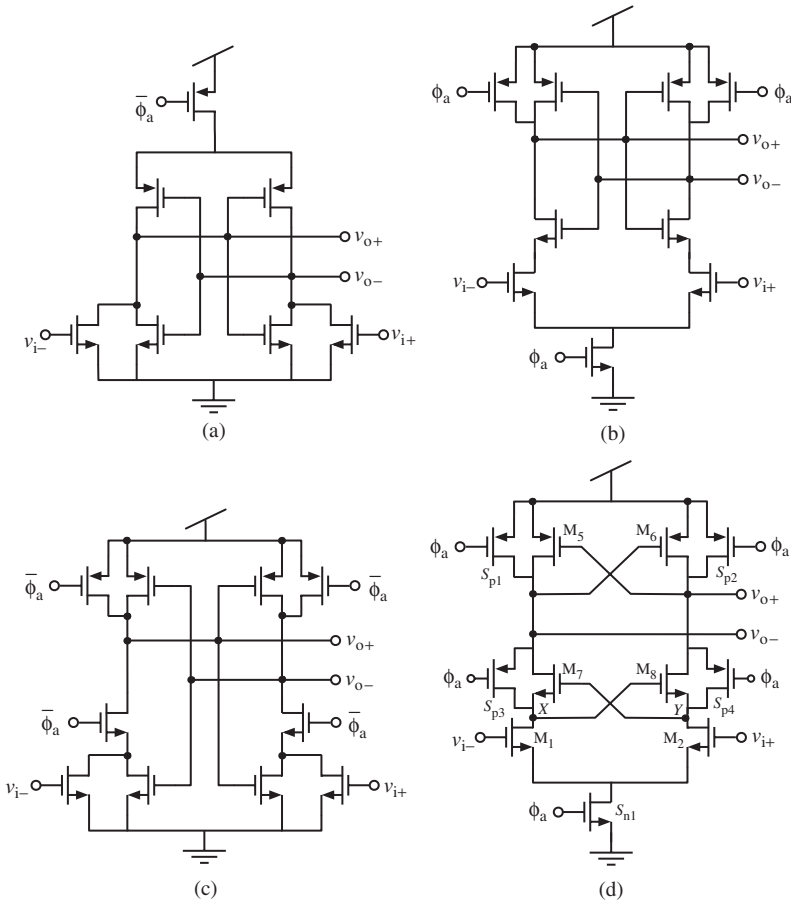 ϕ̅a
vo+
vo−
vi−
vi+
(a)
ϕa
ϕa
vo+
vo−
vi−
vi+
ϕa
(b)
ϕ̅a
ϕ̅a
vo+
vo−
ϕ̅a
ϕ̅a
vi−
vi+
(c)
ϕa
Sp1
M5
M6
Sp2
ϕa
vo+
vo−
ϕa
Sp3
M7
M8
Sp4
ϕa
X
Y
vi−
M1
M2
vi+
ϕa
Sn1
(d)